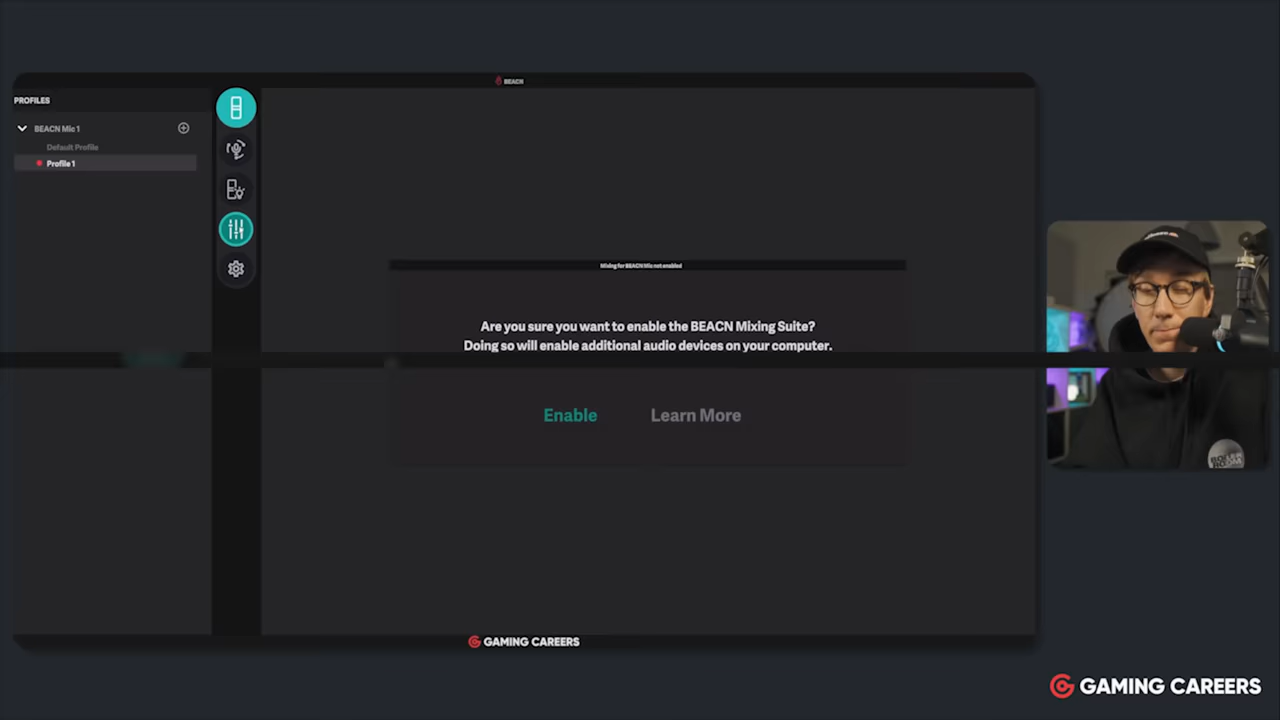 BEACN
PROFILES
BEACN Mic 1
Default Profile
Profile 1
Mixing for BEACN Mic not enabled
Are you sure you want to enable the BEACN Mixing Suite?
Doing so will enable additional audio devices on your computer.
Enable
Learn More
BOILER
ROOM
GAMING CAREERS
GAMING CAREERS